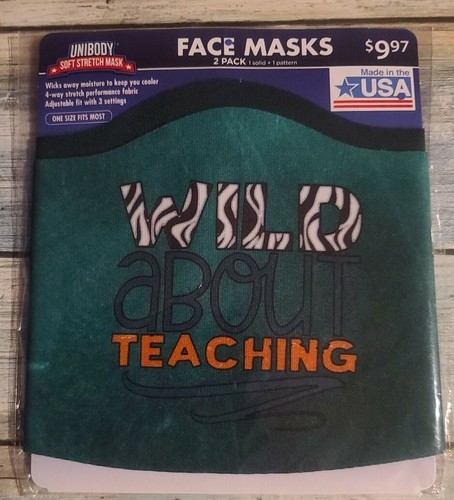 UNIBODY™
SOFT STRETCH MASK
FACE MASKS
2 PACK 1 solid • 1 pattern
$9.97
Wicks away moisture to keep you cooler
4-way stretch performance fabric
Adjustable fit with 3 settings
ONE SIZE FITS MOST
Made in the
USA
WILD
aBOUT
TEACHING